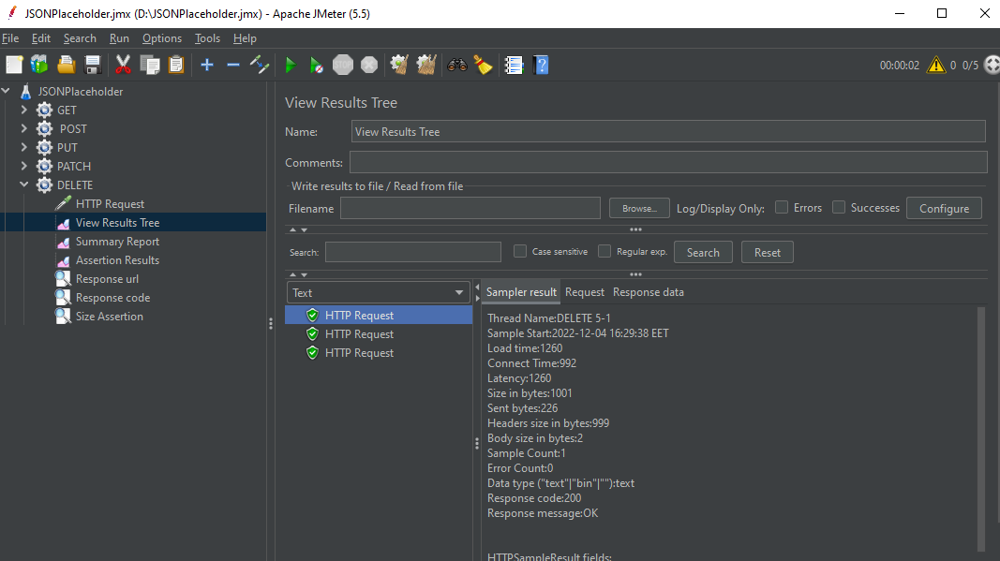 JSONPlaceholder.jmx (D:\JSONPlaceholder.jmx) - Apache JMeter (5.5)
File Edit Search Run Options Tools Help
00:00:02 0 0/5
JSONPlaceholder
GET
POST
PUT
PATCH
DELETE
HTTP Request
View Results Tree
Summary Report
Assertion Results
Response url
Response code
Size Assertion
View Results Tree
Name: View Results Tree
Comments:
Write results to file / Read from file
Filename Browse... Log/Display Only: Errors Successes Configure
Search: Case sensitive Regular exp. Search Reset
Text
HTTP Request
HTTP Request
HTTP Request
Sampler result Request Response data
Thread Name:DELETE 5-1
Sample Start:2022-12-04 16:29:38 EET
Load time:1260
Connect Time:992
Latency:1260
Size in bytes:1001
Sent bytes:226
Headers size in bytes:999
Body size in bytes:2
Sample Count:1
Error Count:0
Data type ("text"|"bin"|""):text
Response code:200
Response message:OK
HTTPSampleResult fields: